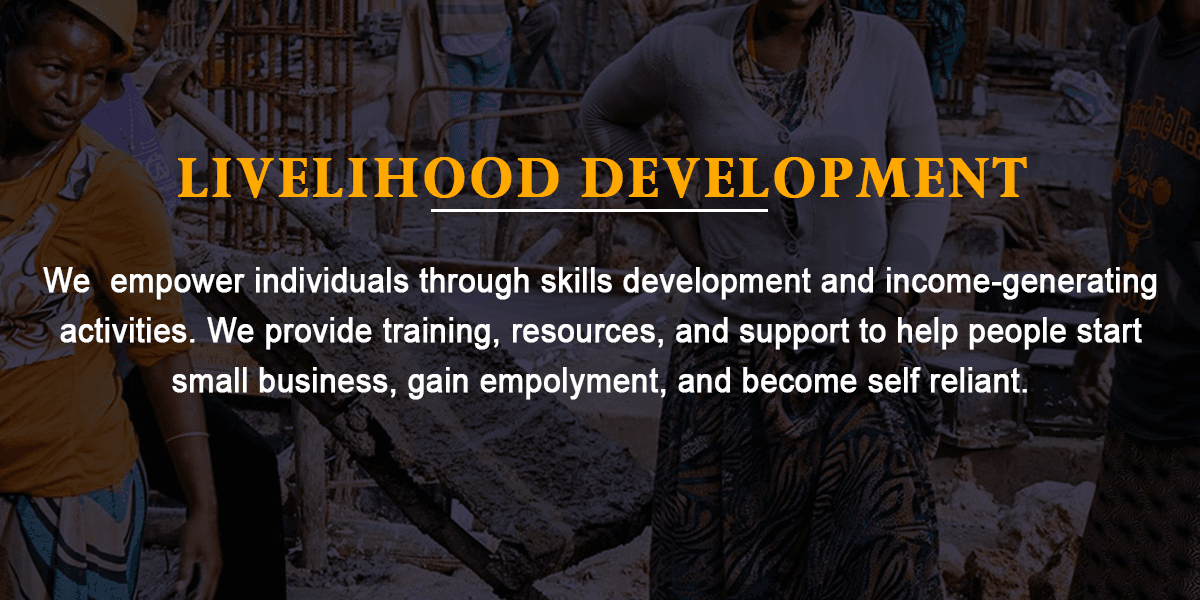 LIVELIHOOD DEVELOPMENT
We  empower individuals through skills development and income-generating
activities. We provide training, resources, and support to help people start
small business, gain empolyment, and become self reliant.
The